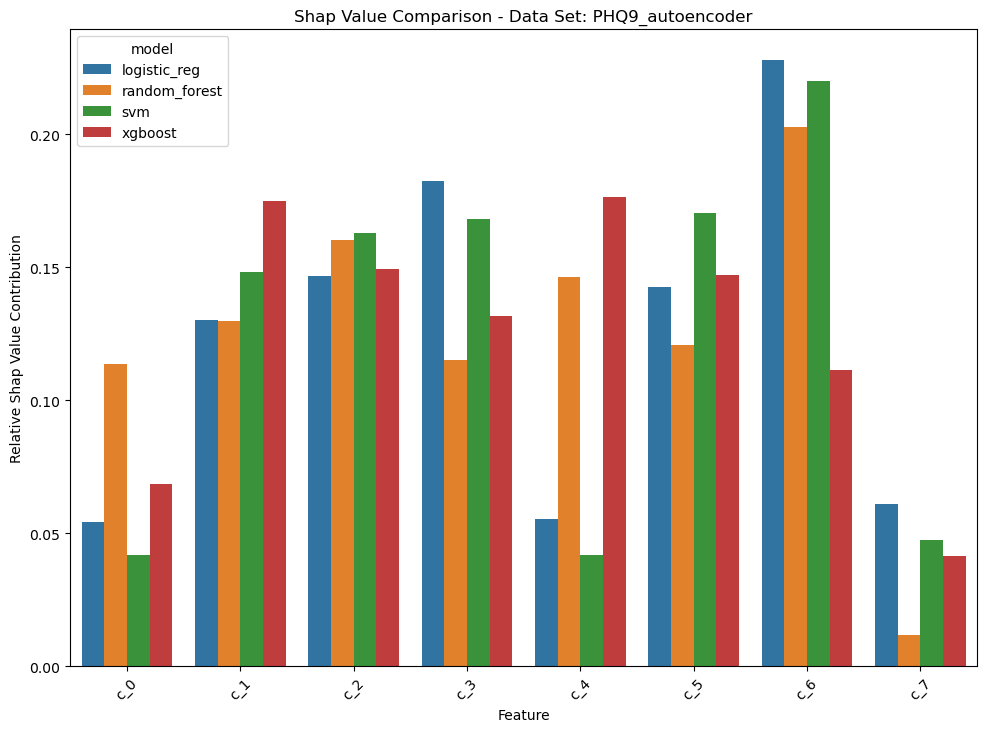 Shap Value Comparison - Data Set: PHQ9_autoencoder
model
logistic_reg
random_forest
svm
xgboost
Relative Shap Value Contribution
0.20
0.15
0.10
0.05
0.00
c_0
c_1
c_2
c_3
c_4
c_5
c_6
c_7
Feature